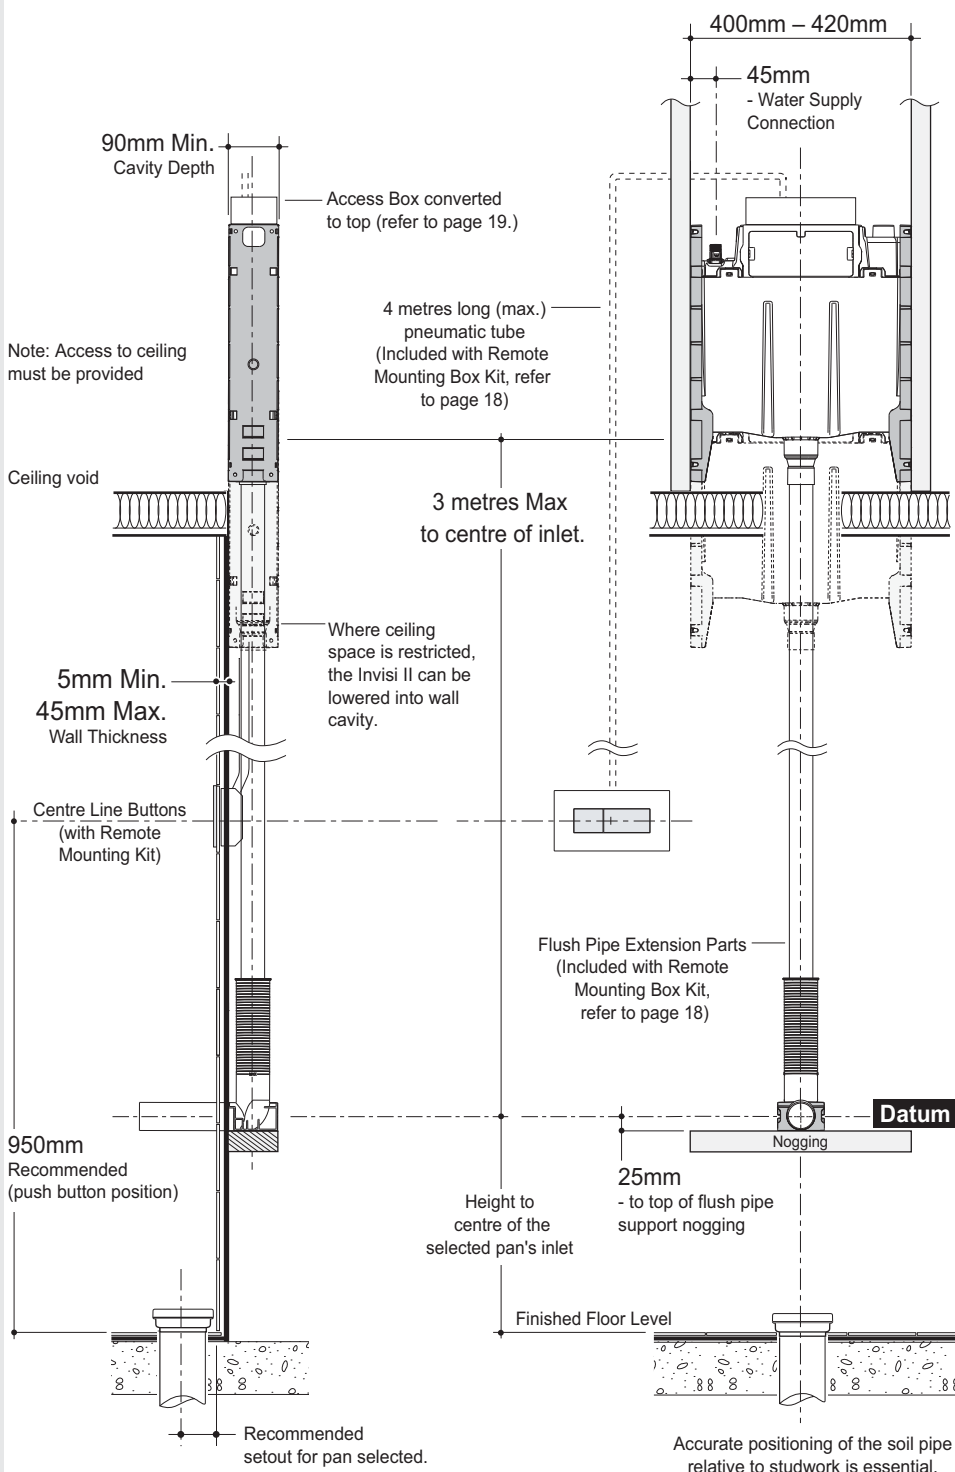 400mm – 420mm
45mm
- Water Supply
Connection
90mm Min.
Cavity Depth
Access Box converted
to top (refer to page 19.)
4 metres long (max.)
pneumatic tube
(Included with Remote
Mounting Box Kit, refer
to page 18)
Note: Access to ceiling
must be provided
Ceiling void
3 metres Max
to centre of inlet.
Where ceiling
space is restricted,
the Invisi II can be
lowered into wall
cavity.
5mm Min.
45mm Max.
Wall Thickness
Centre Line Buttons
(with Remote
Mounting Kit)
Flush Pipe Extension Parts
(Included with Remote
Mounting Box Kit,
refer to page 18)
Datum
Nogging
950mm
Recommended
(push button position)
25mm
- to top of flush pipe
support nogging
Height to
centre of the
selected pan's inlet
Finished Floor Level
Recommended
setout for pan selected.
Accurate positioning of the soil pipe
relative to studwork is essential.